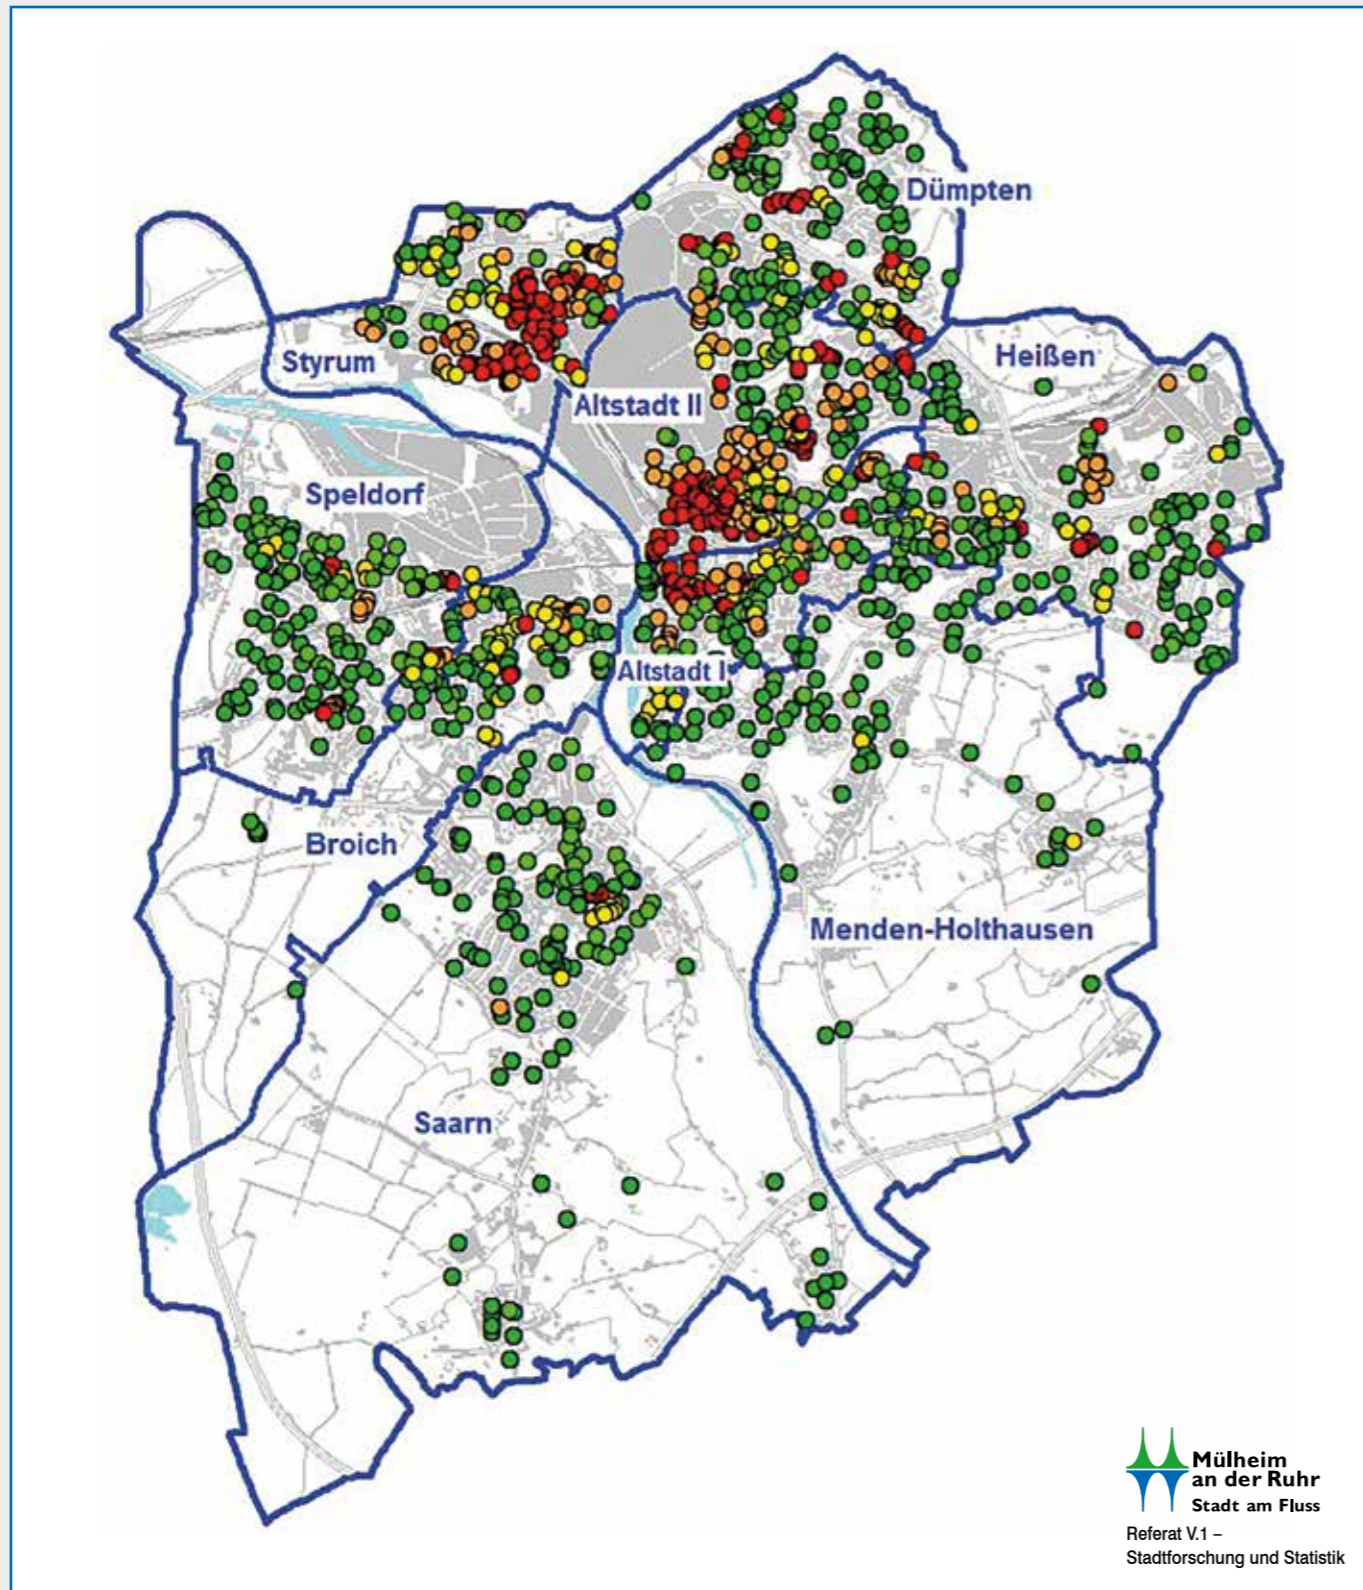 Dümpten
Heißen
Styrum
Altstadt II
Speldorf
Altstadt I
Broich
Menden-Holthausen
Saarn
Mülheim
an der Ruhr
Stadt am Fluss
Referat V.1 –
Stadtforschung und Statistik